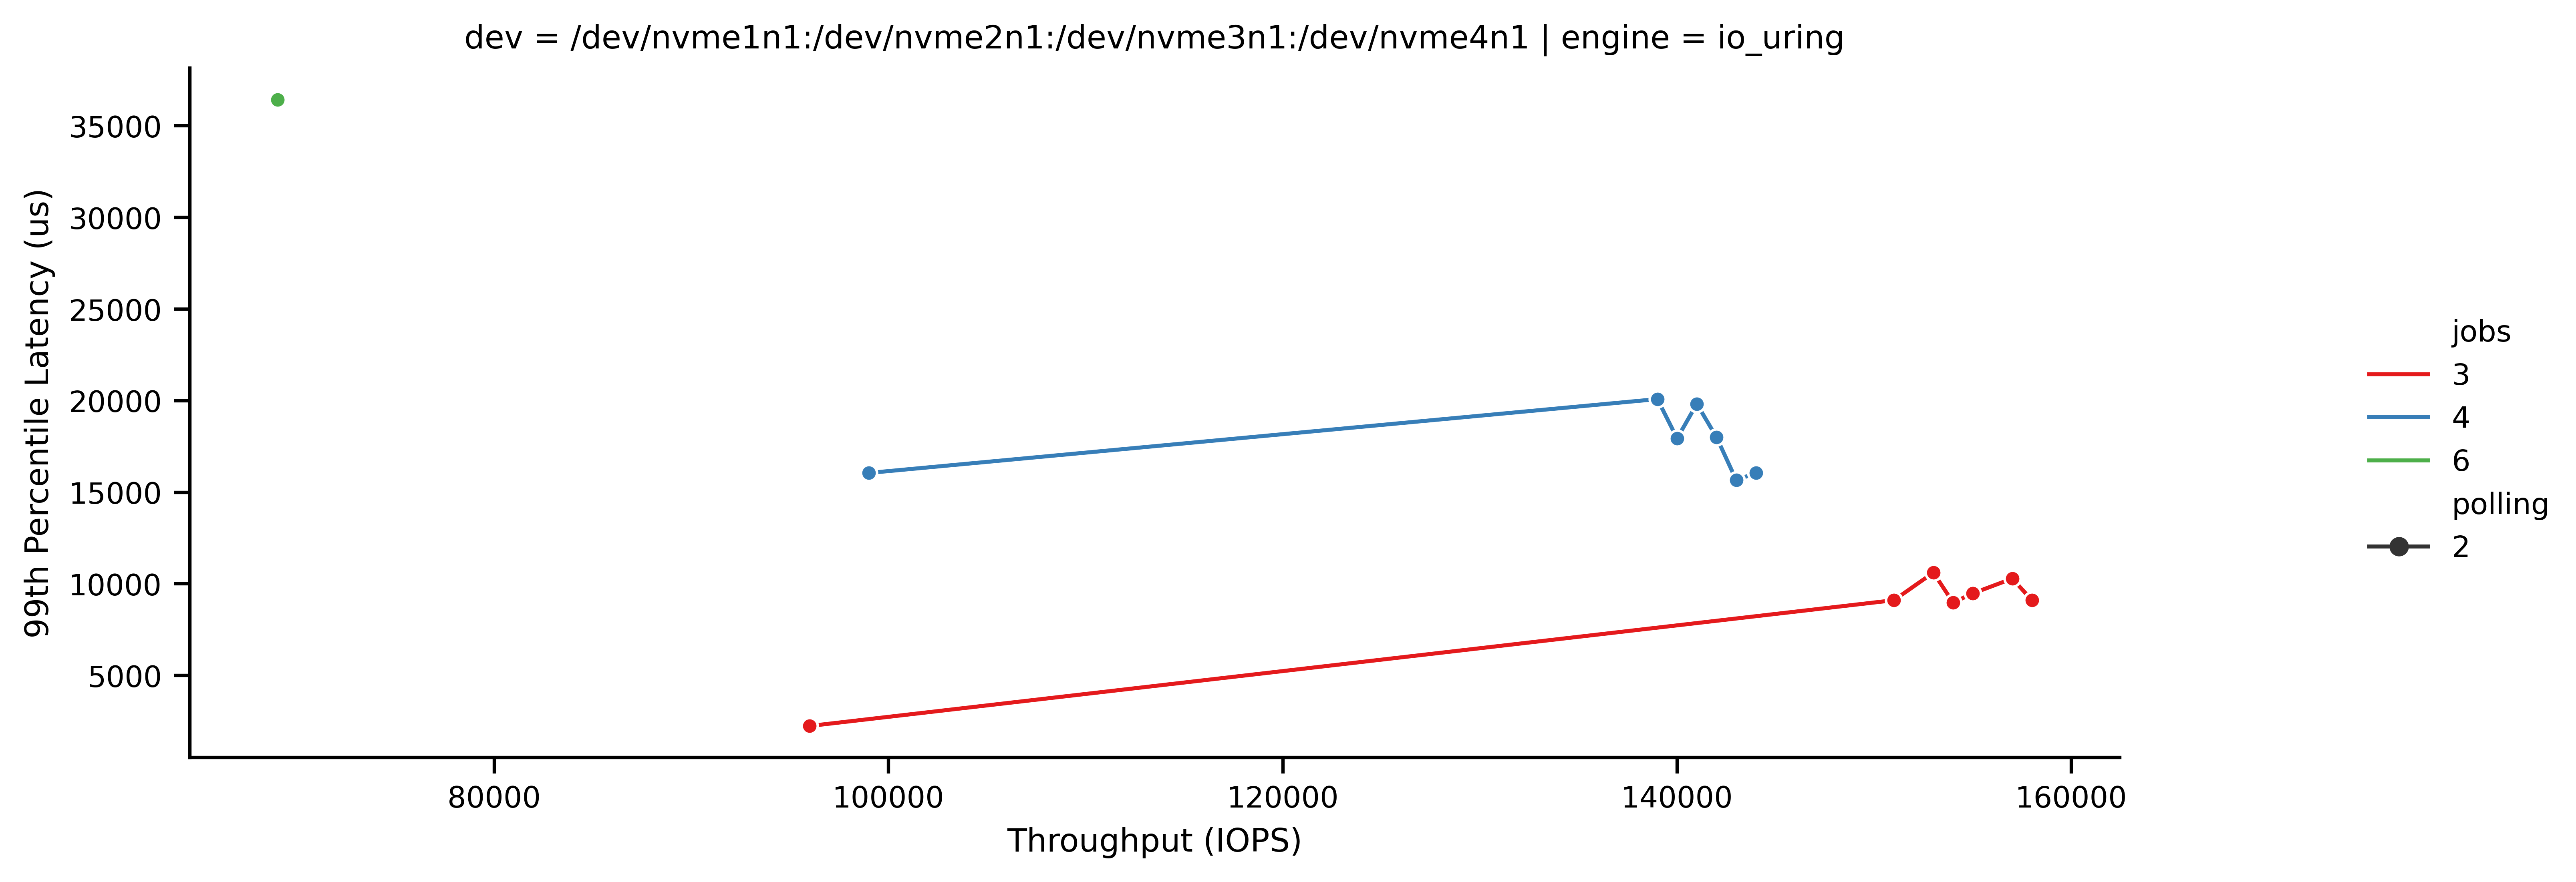 dev = /dev/nvme1n1:/dev/nvme2n1:/dev/nvme3n1:/dev/nvme4n1 | engine = io_uring
99th Percentile Latency (us)
35000
30000
25000
20000
15000
10000
5000
80000 100000 120000 140000 160000
Throughput (IOPS)
jobs
3
4
6
polling
2